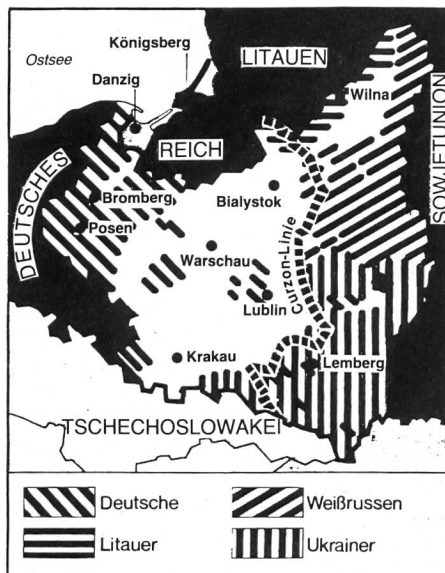 Königsberg
Ostsee
LITAUEN
Danzig
Wilna
REICH
SOWJETUNION
DEUTSCHES
Bromberg
Bialystok
Posen
Curzon-Linie
Warschau
Lublin
Krakau
Lemberg
TSCHECHOSLOWAKEI
Deutsche
Weißrussen
Litauer
Ukrainer